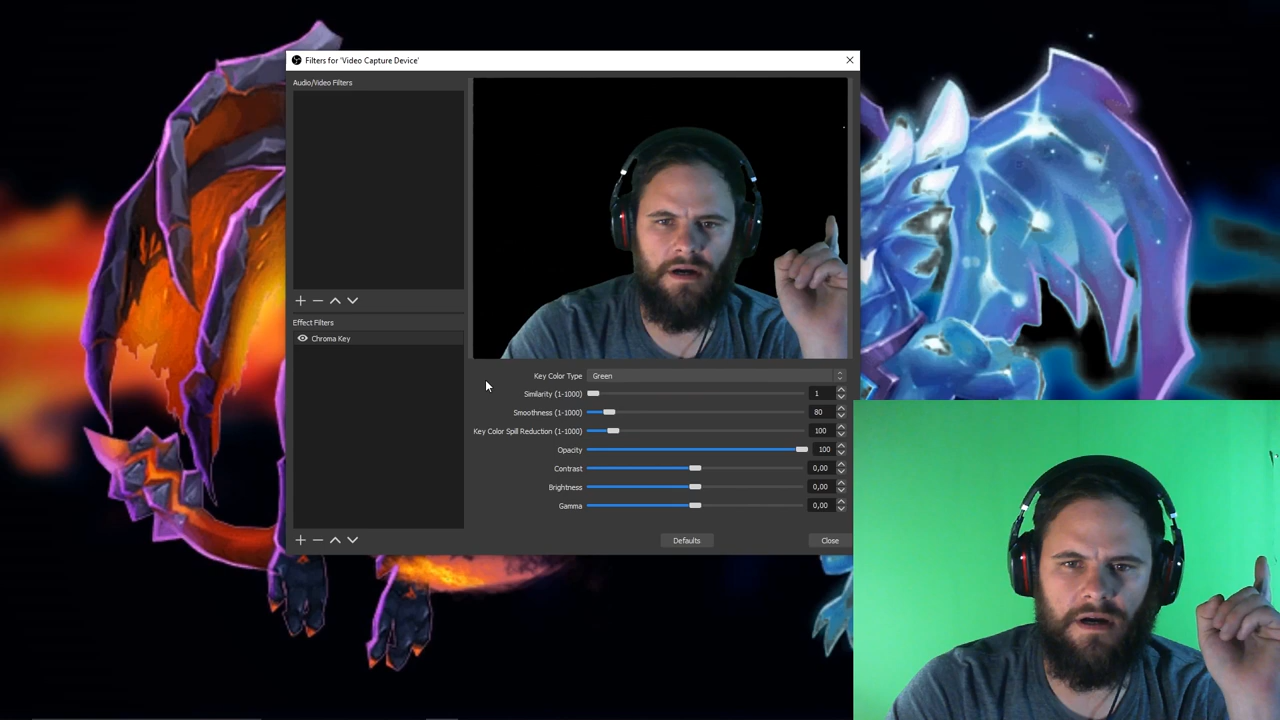 Filters for 'Video Capture Device'
Audio/Video Filters
Effect Filters
Chroma Key
Key Color Type Green
Similarity (1-1000) 1
Smoothness (1-1000) 80
Key Color Spill Reduction (1-1000) 100
Opacity 100
Contrast 0,00
Brightness 0,00
Gamma 0,00
Defaults Close